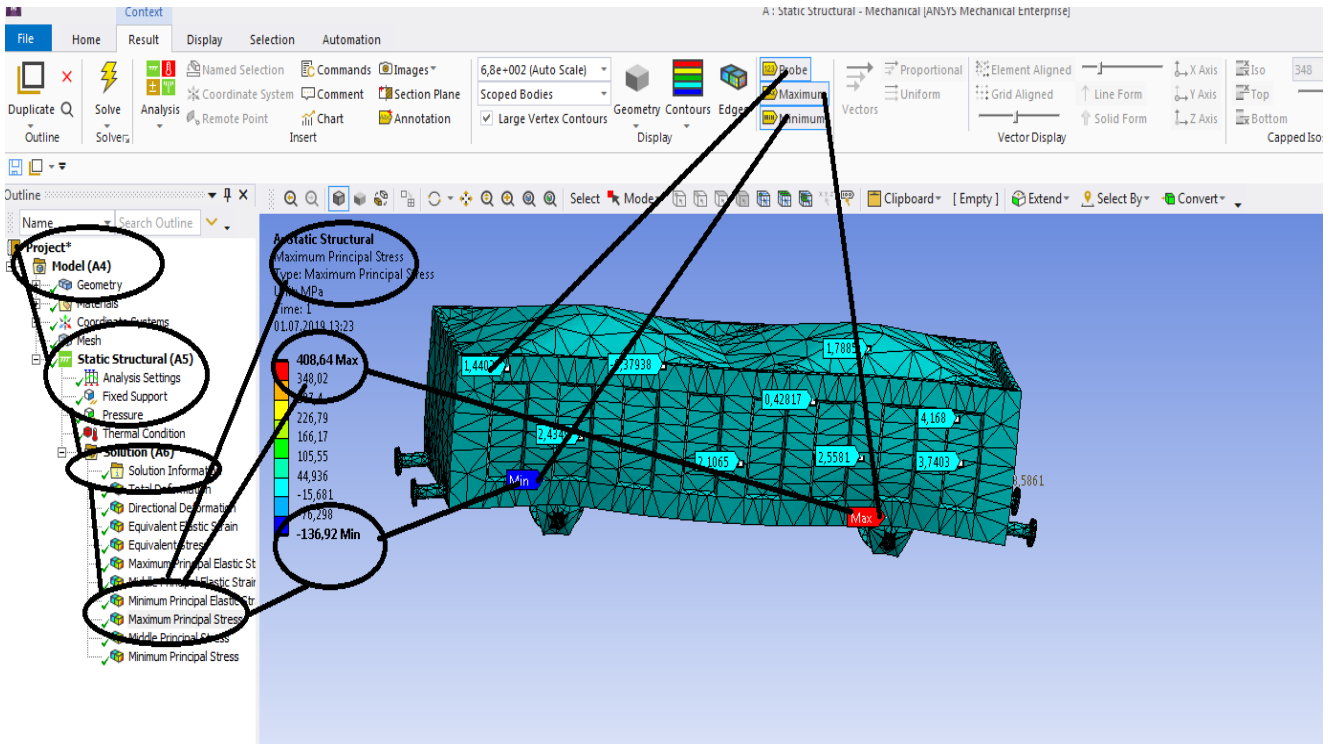 Context
A : Static Structural - Mechanical [ANSYS Mechanical Enterprise]
File Home Result Display Selection Automation
Named Selection Commands Images 6,8e+002 (Auto Scale) Probe Proportional Element Aligned X Axis Iso 348
Coordinate System Comment Section Plane Scoped Bodies Maximum Uniform Grid Aligned Line Form Y Axis Top
Duplicate Solve Analysis Remote Point Chart Annotation Large Vertex Contours Geometry Contours Edges Minimum Vectors Solid Form Z Axis Bottom
Outline Solver Insert Display Vector Display Capped Iso
Outline
Select Mode Clipboard [ Empty ] Extend Select By Convert
Name Search Outline
Project*
Model (A4)
Geometry
Materials
Coordinate Systems
Mesh
Static Structural (A5)
Analysis Settings
Fixed Support
Pressure
Thermal Condition
Solution (A6)
Solution Informat
Total Deformation
Directional Deformation
Equivalent Elastic Strain
Equivalent Stress
Maximum Principal Elastic St
Middle Principal Elastic Strain
Minimum Principal Elastic Str
Maximum Principal Stress
Middle Principal Stress
Minimum Principal Stress
A: Static Structural
Maximum Principal Stress
Type: Maximum Principal Stress
Unit: MPa
Time: 1
01.07.2019 13:23
408,64 Max
348,02
226,79
166,17
105,55
44,936
-15,681
-76,298
-136,92 Min
-0,37938
1,7885
0,42817
4,168
2,1065
2,5581
3,7403
Min
Max